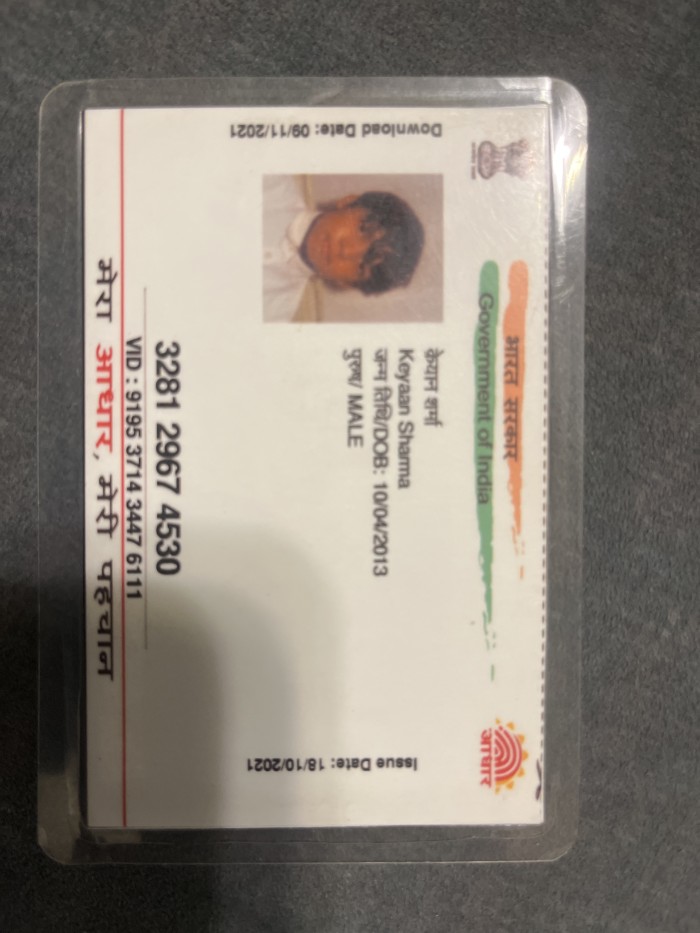 भारत सरकार
Government of India
Download Date: 09/11/2021
केयान शर्मा
Keyaan Sharma
जन्म तिथि/DOB: 10/04/2013
पुरुष/ MALE
Issue Date: 18/10/2021
आधार
3281 2967 4530
VID : 9195 3714 3447 6111
मेरा आधार, मेरी पहचान